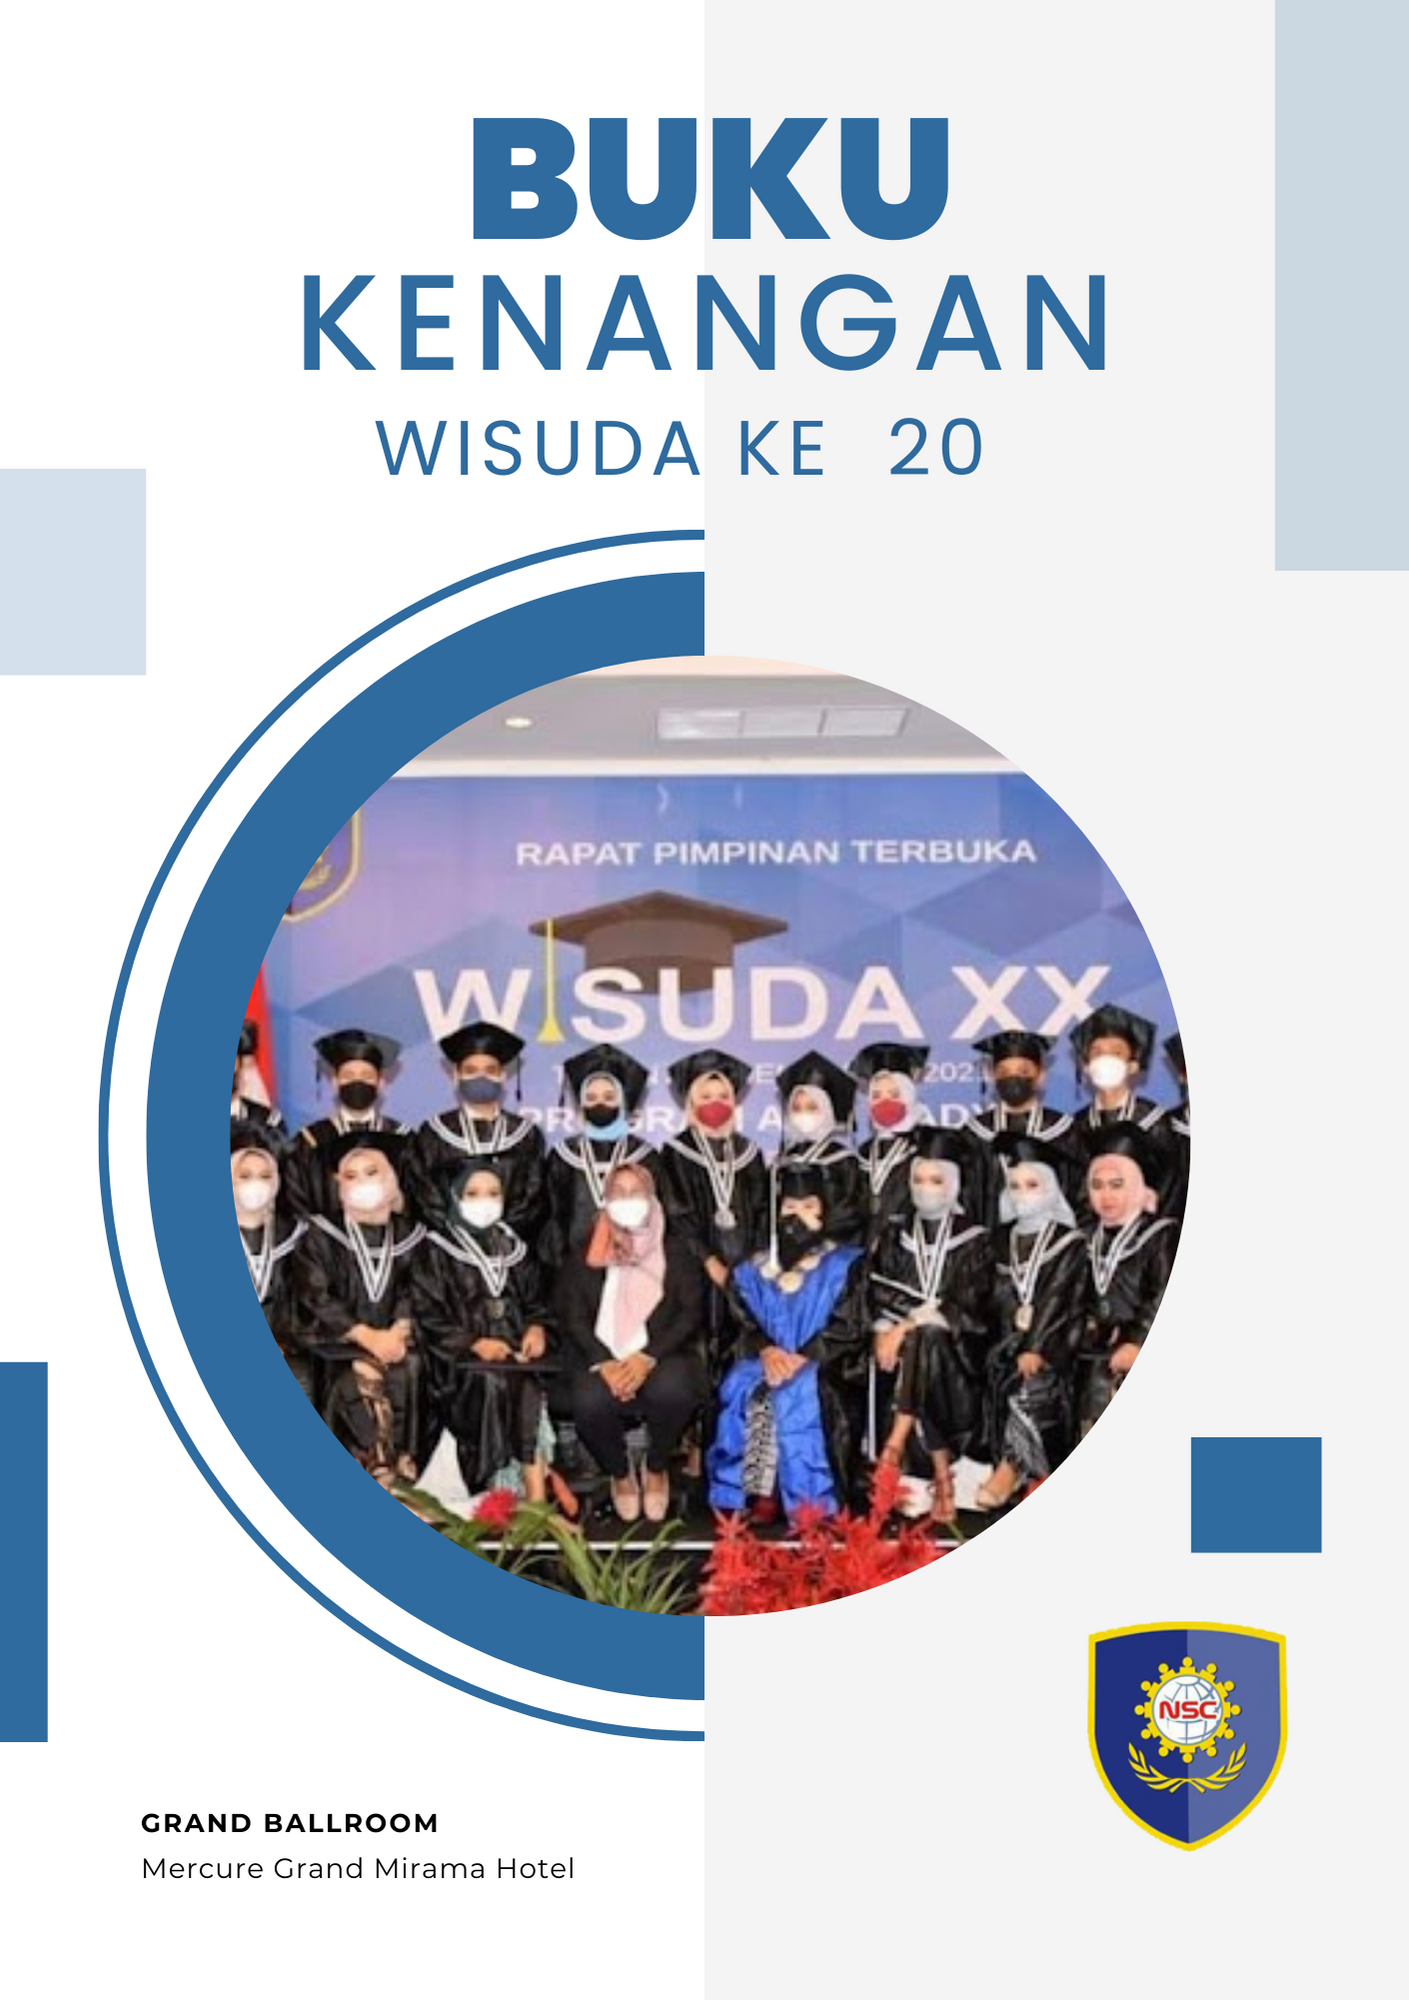 BUKU
KENANGAN
WISUDA KE 20
RAPAT PIMPINAN TERBUKA
WISUDA XX
NSC
GRAND BALLROOM
Mercure Grand Mirama Hotel